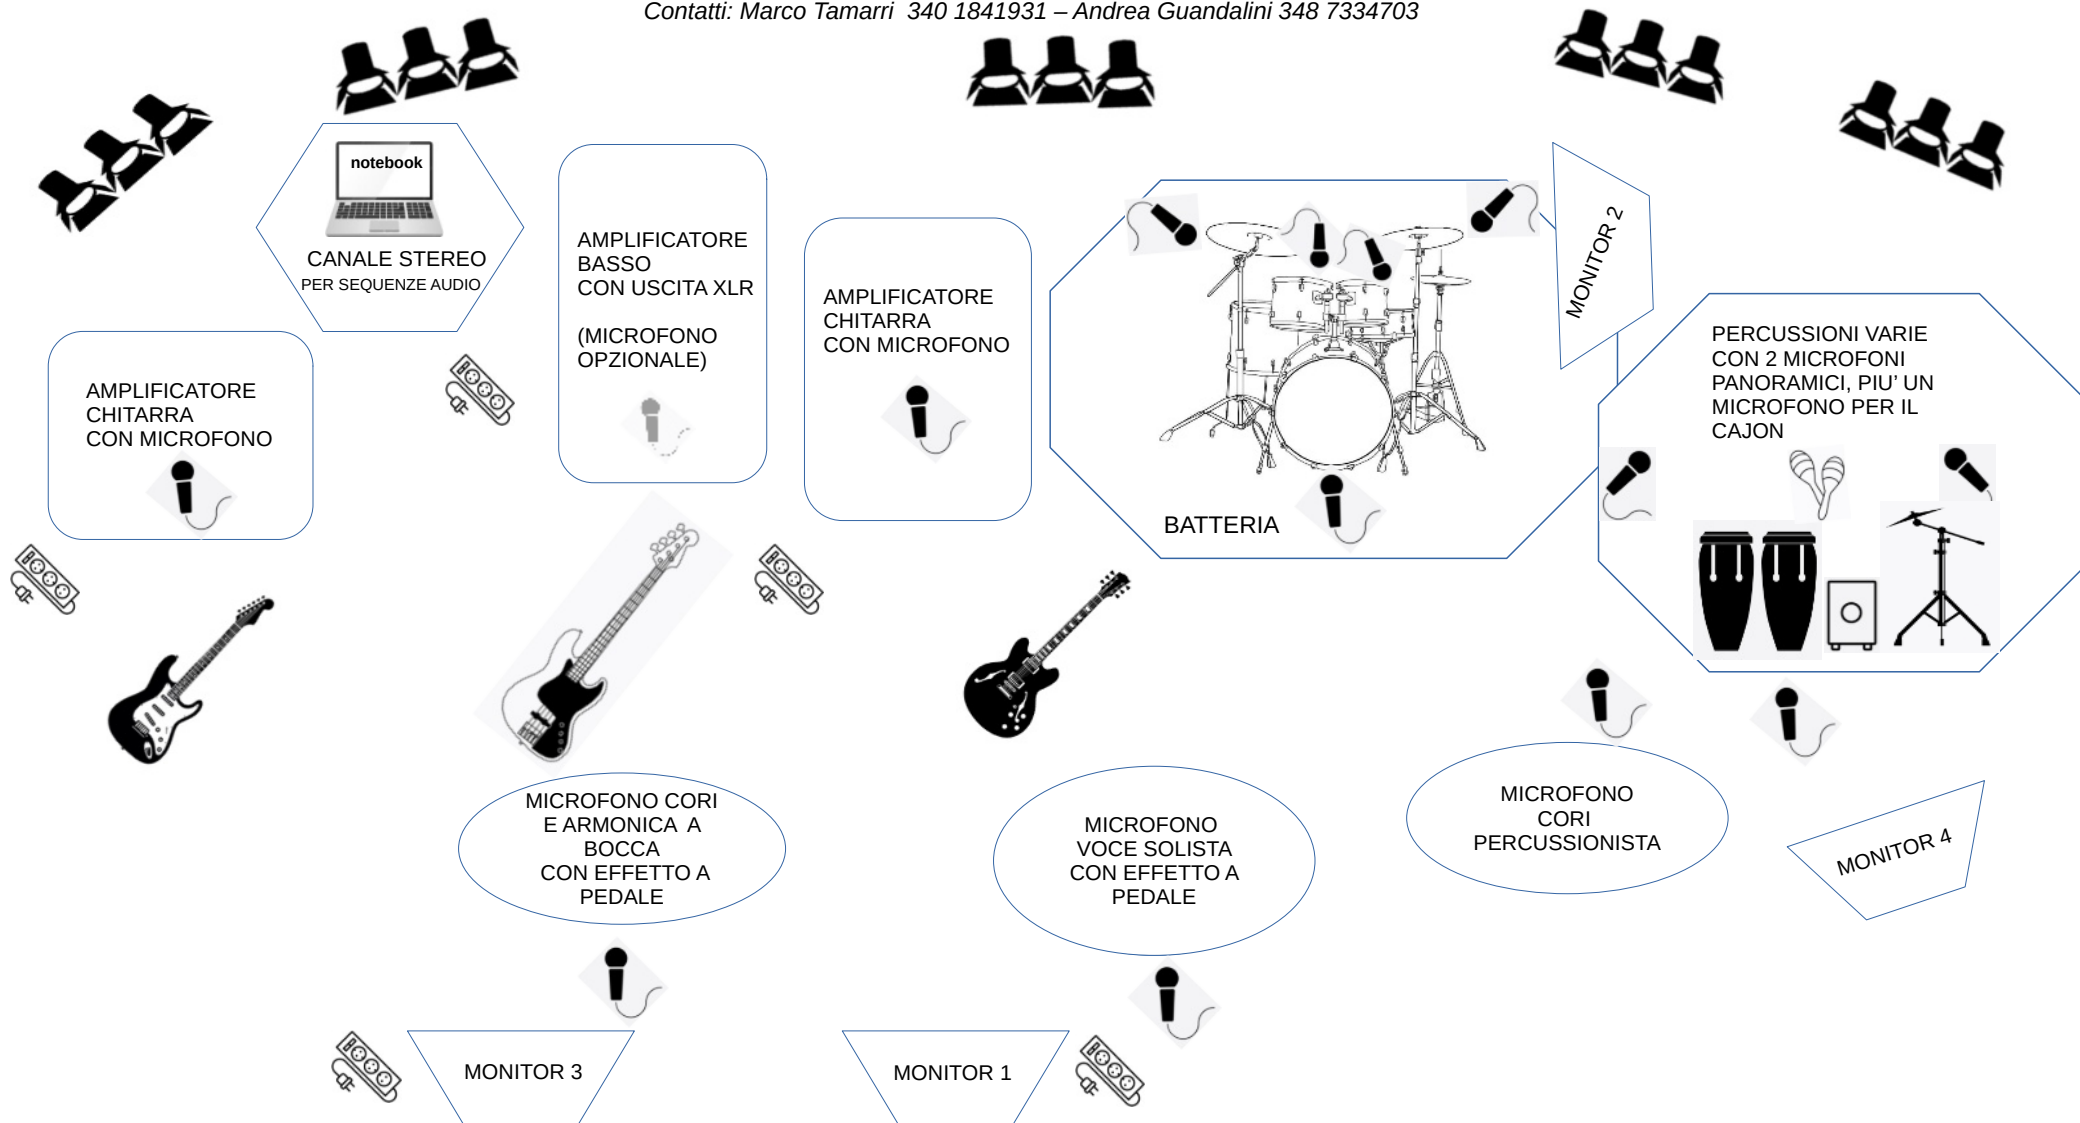 Contatti: Marco Tamarri  340 1841931 – Andrea Guandalini 348 7334703
notebook
CANALE STEREO
PER SEQUENZE AUDIO
AMPLIFICATORE
BASSO
CON USCITA XLR
(MICROFONO
OPZIONALE)
AMPLIFICATORE
CHITARRA
CON MICROFONO
MONITOR 2
PERCUSSIONI VARIE
CON 2 MICROFONI
PANORAMICI, PIU’ UN
MICROFONO PER IL
CAJON
AMPLIFICATORE
CHITARRA
CON MICROFONO
BATTERIA
MICROFONO CORI
E ARMONICA  A
BOCCA
CON EFFETTO A
PEDALE
MICROFONO
VOCE SOLISTA
CON EFFETTO A
PEDALE
MICROFONO
CORI
PERCUSSIONISTA
MONITOR 4
MONITOR 3
MONITOR 1